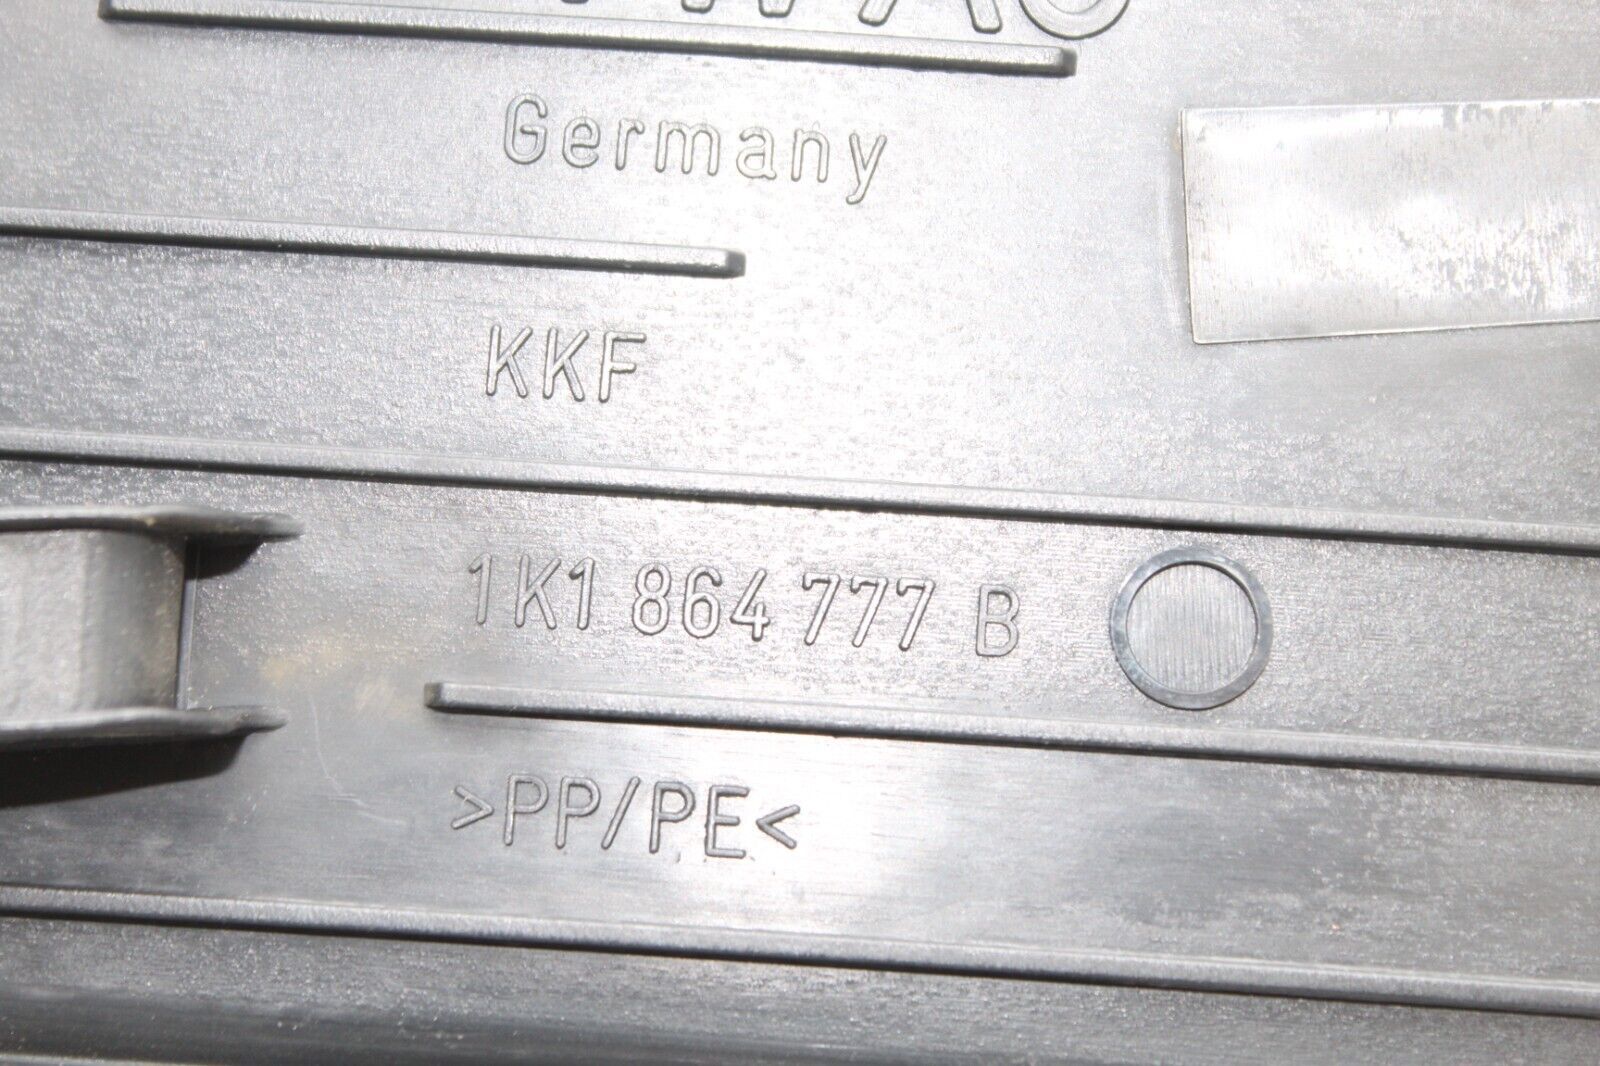 Germany
KKF
1K1 864 777 B
>PP/PE<